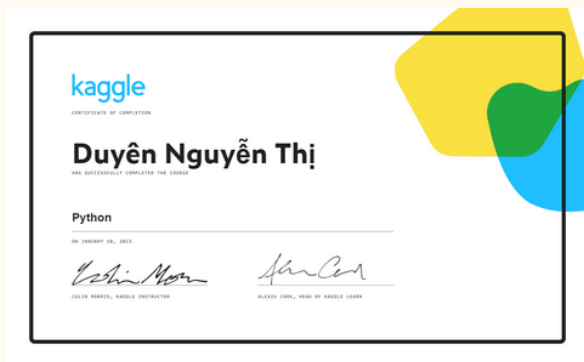 kaggle
CERTIFICATE OF COMPLETION
Duyên Nguyễn Thị
HAS SUCCESSFULLY COMPLETED THE COURSE
Python
ON JANUARY 10, 2023
COLIN MORRIS, KAGGLE INSTRUCTOR
ALEXIS COOK, HEAD OF KAGGLE LEARN